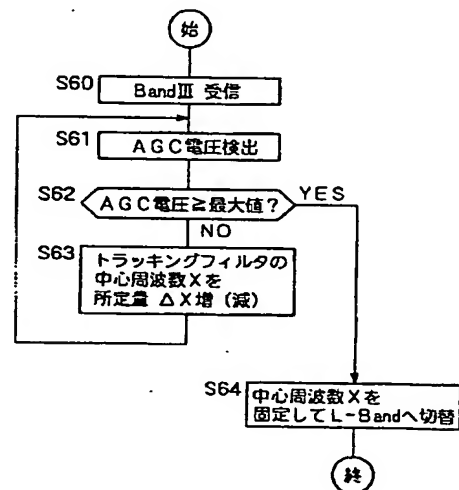 始
S60
BandⅢ 受信
S61
AGC電圧検出
S62
AGC電圧≧最大値?
YES
NO
S63
トラッキングフィルタの
中心周波数Xを
所定量 ΔX増(減)
S64
中心周波数Xを
固定してL-Bandへ切替
終